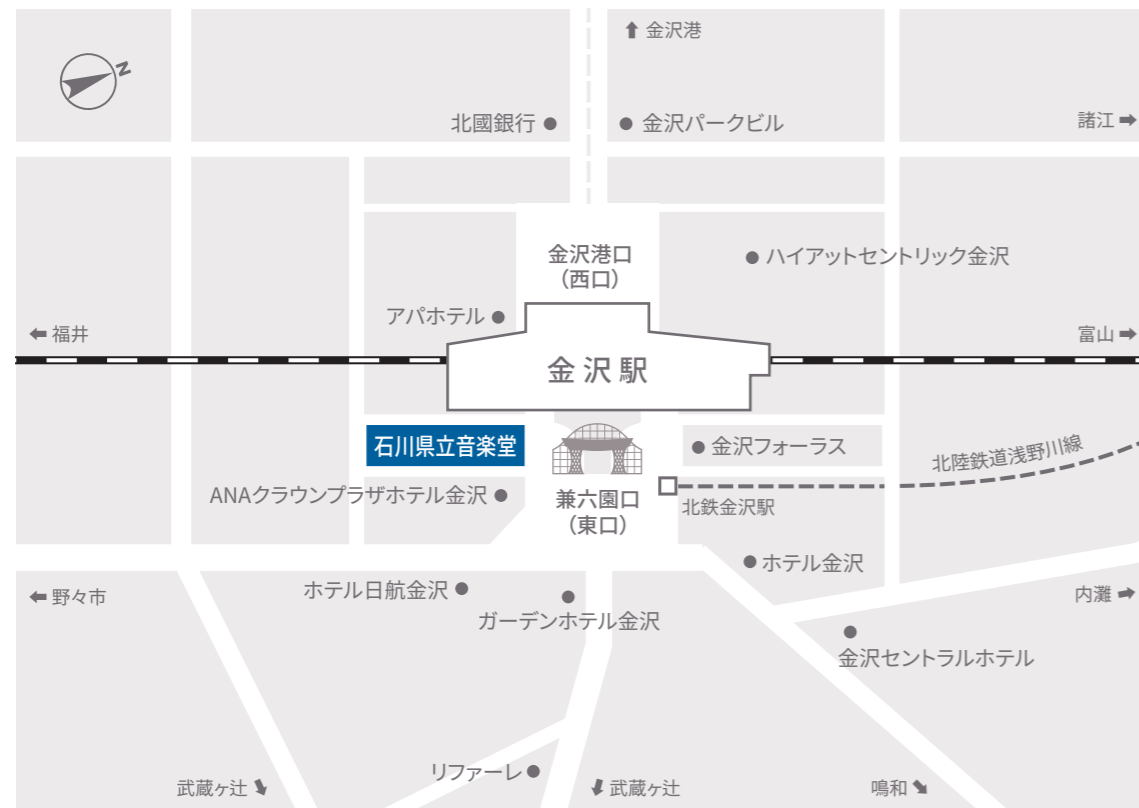 金沢港
N
北國銀行
金沢パークビル
諸江
金沢港口
（西口）
ハイアットセントリック金沢
アパホテル
福井
富山
金沢駅
石川県立音楽堂
金沢フォーラス
北陸鉄道浅野川線
ANAクラウンプラザホテル金沢
兼六園口
（東口）
北鉄金沢駅
ホテル金沢
野々市
ホテル日航金沢
内灘
ガーデンホテル金沢
金沢セントラルホテル
リファーレ
武蔵ヶ辻
武蔵ヶ辻
鳴和